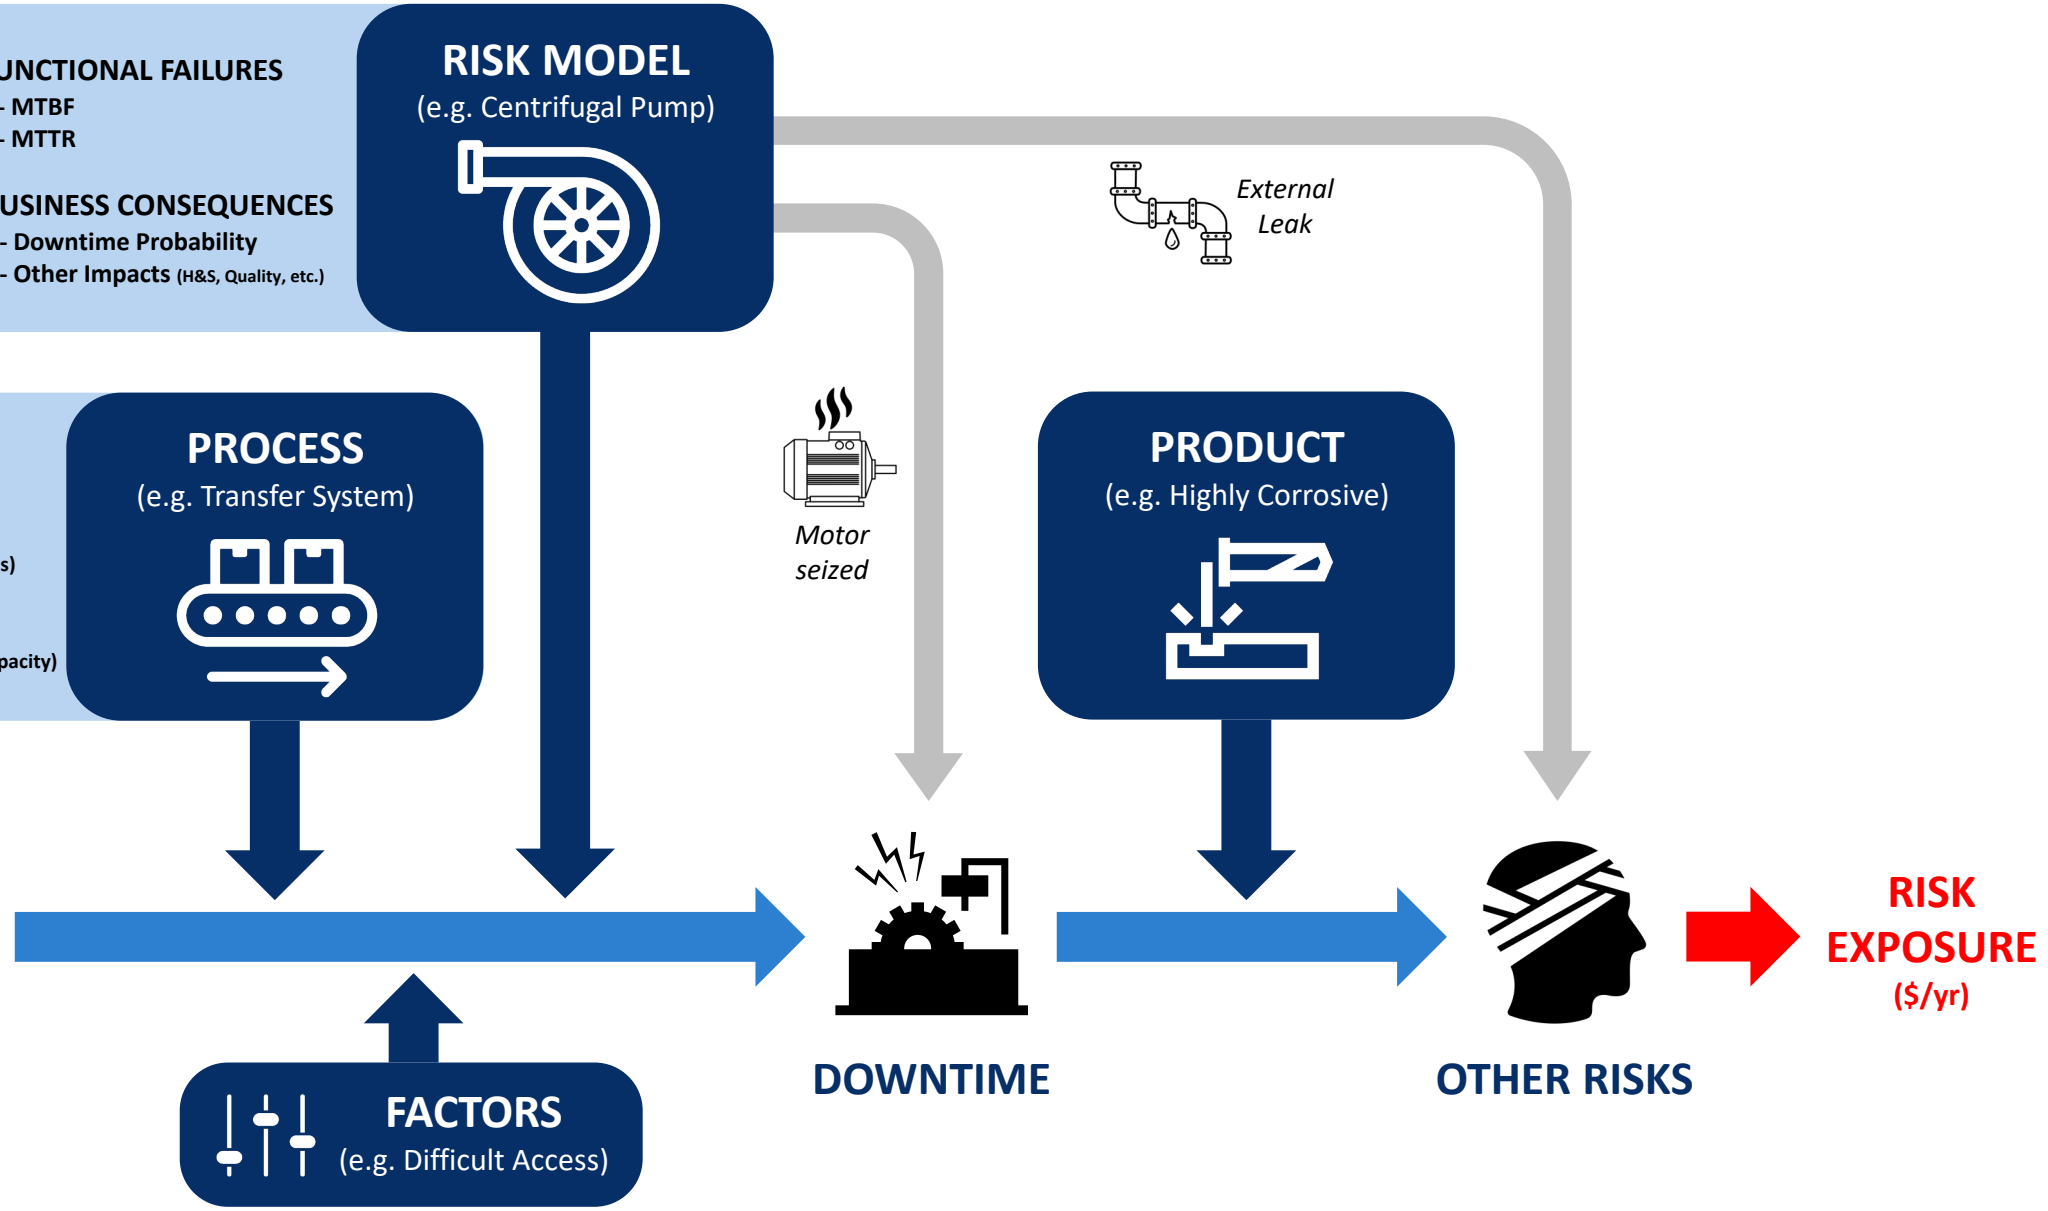 UNCTIONAL FAILURES
- MTBF
- MTTR
USINESS CONSEQUENCES
- Downtime Probability
- Other Impacts (H&S, Quality, etc.)
RISK MODEL
(e.g. Centrifugal Pump)
External
Leak
PROCESS
(e.g. Transfer System)
s)
pacity)
Motor
seized
PRODUCT
(e.g. Highly Corrosive)
RISK
EXPOSURE
($/yr)
DOWNTIME
OTHER RISKS
FACTORS
(e.g. Difficult Access)